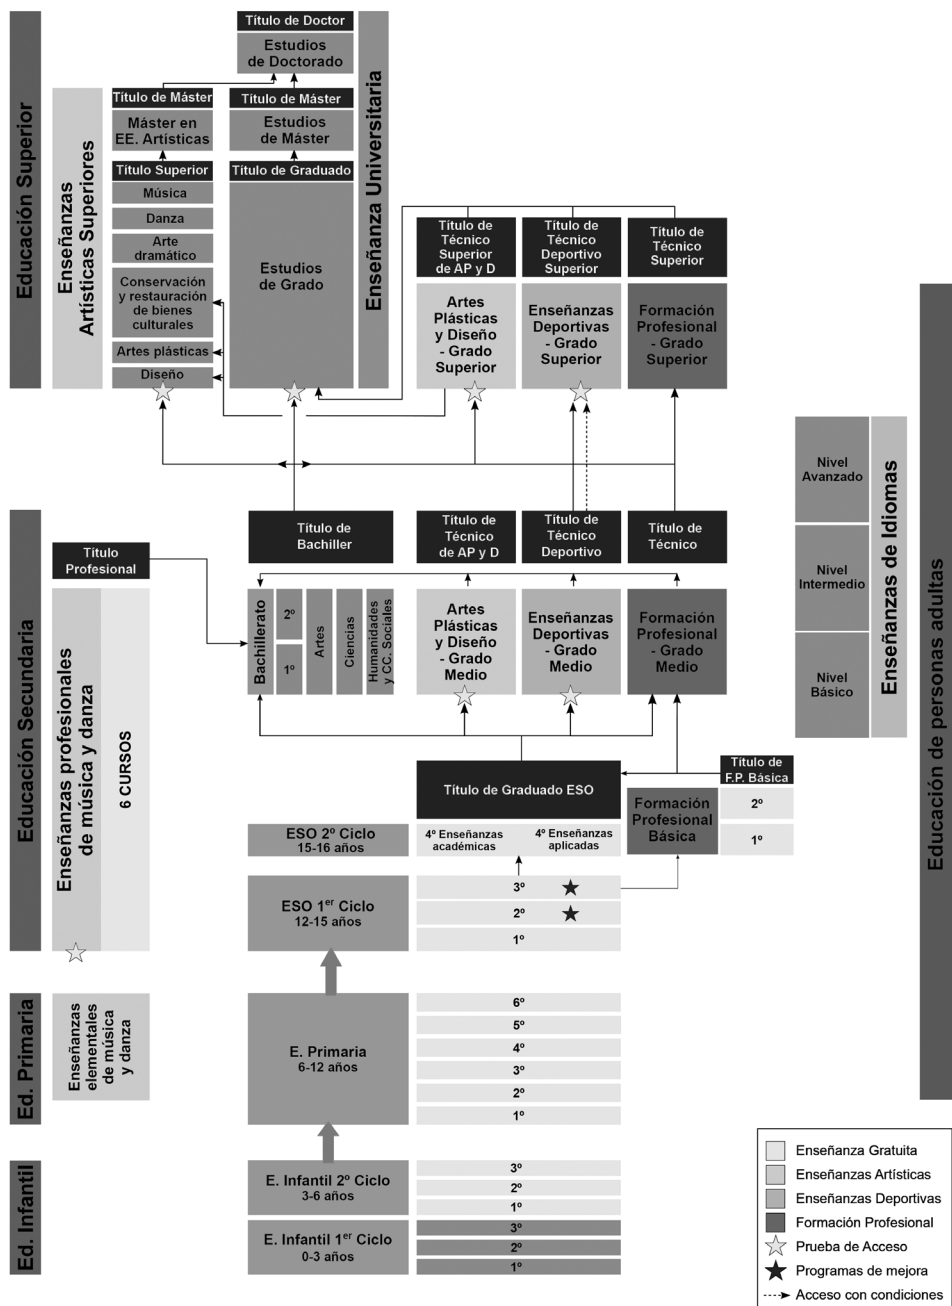 Educación Superior
Enseñanzas
Artísticas Superiores
Título de Doctor
Estudios
de Doctorado
Título de Máster
Máster en
EE. Artísticas
Título Superior
Música
Danza
Arte
dramático
Conservación
y restauración
de bienes
culturales
Artes plásticas
Diseño
Título de Máster
Estudios
de Máster
Título de Graduado
Estudios
de Grado
Enseñanza Universitaria
Título de
Técnico
Superior
de AP y D
Título de
Técnico
Deportivo
Superior
Título de
Técnico
Superior
Artes
Plásticas
y Diseño
- Grado
Superior
Enseñanzas
Deportivas
- Grado
Superior
Formación
Profesional
- Grado
Superior
Educación Secundaria
Título
Profesional
Enseñanzas profesionales
de música y danza
6 CURSOS
Título de
Bachiller
Título de
Técnico
de AP y D
Título de
Técnico
Deportivo
Título de
Técnico
Bachillerato
2º
1º
Artes
Ciencias
Humanidades
y CC. Sociales
Artes
Plásticas
y Diseño
- Grado
Medio
Enseñanzas
Deportivas
- Grado
Medio
Formación
Profesional
- Grado
Medio
Nivel
Avanzado
Nivel
Intermedio
Nivel
Básico
Enseñanzas de Idiomas
Educación de personas adultas
Título de Graduado ESO
Título de
F.P. Básica
Formación
Profesional
Básica
2º
1º
ESO 2º Ciclo
15-16 años
4º Enseñanzas
académicas
4º Enseñanzas
aplicadas
ESO 1er Ciclo
12-15 años
3º
2º
1º
Ed. Primaria
Enseñanzas
elementales
de música
y danza
E. Primaria
6-12 años
6º
5º
4º
3º
2º
1º
Ed. Infantil
E. Infantil 2º Ciclo
3-6 años
3º
2º
1º
E. Infantil 1er Ciclo
0-3 años
3º
2º
1º
Enseñanza Gratuita
Enseñanzas Artísticas
Enseñanzas Deportivas
Formación Profesional
Prueba de Acceso
Programas de mejora
Acceso con condiciones